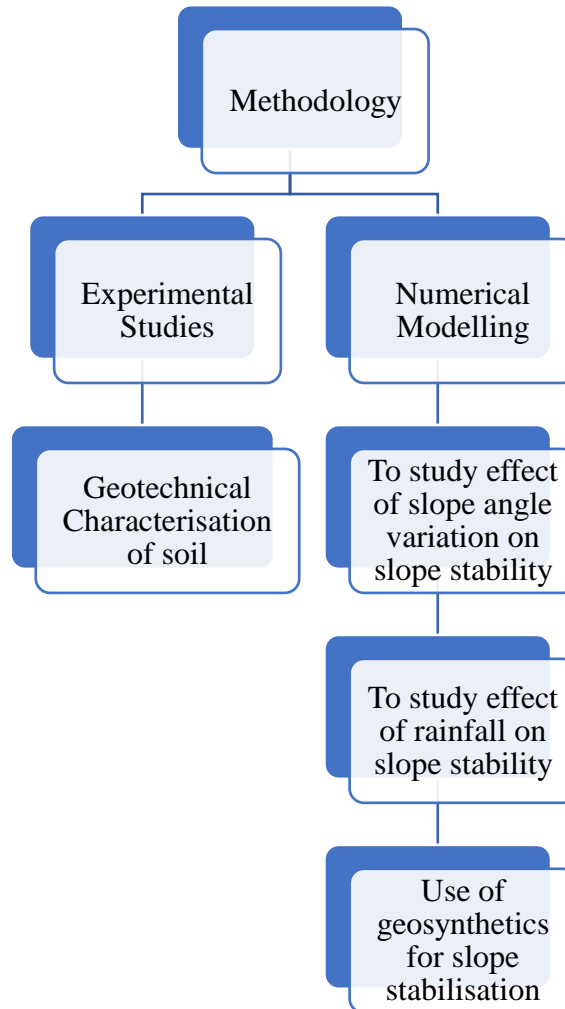 Methodology
Experimental
Studies
Numerical
Modelling
Geotechnical
Characterisation
of soil
To study effect
of slope angle
variation on
slope stability
To study effect
of rainfall on
slope stability
Use of
geosynthetics
for slope
stabilisation